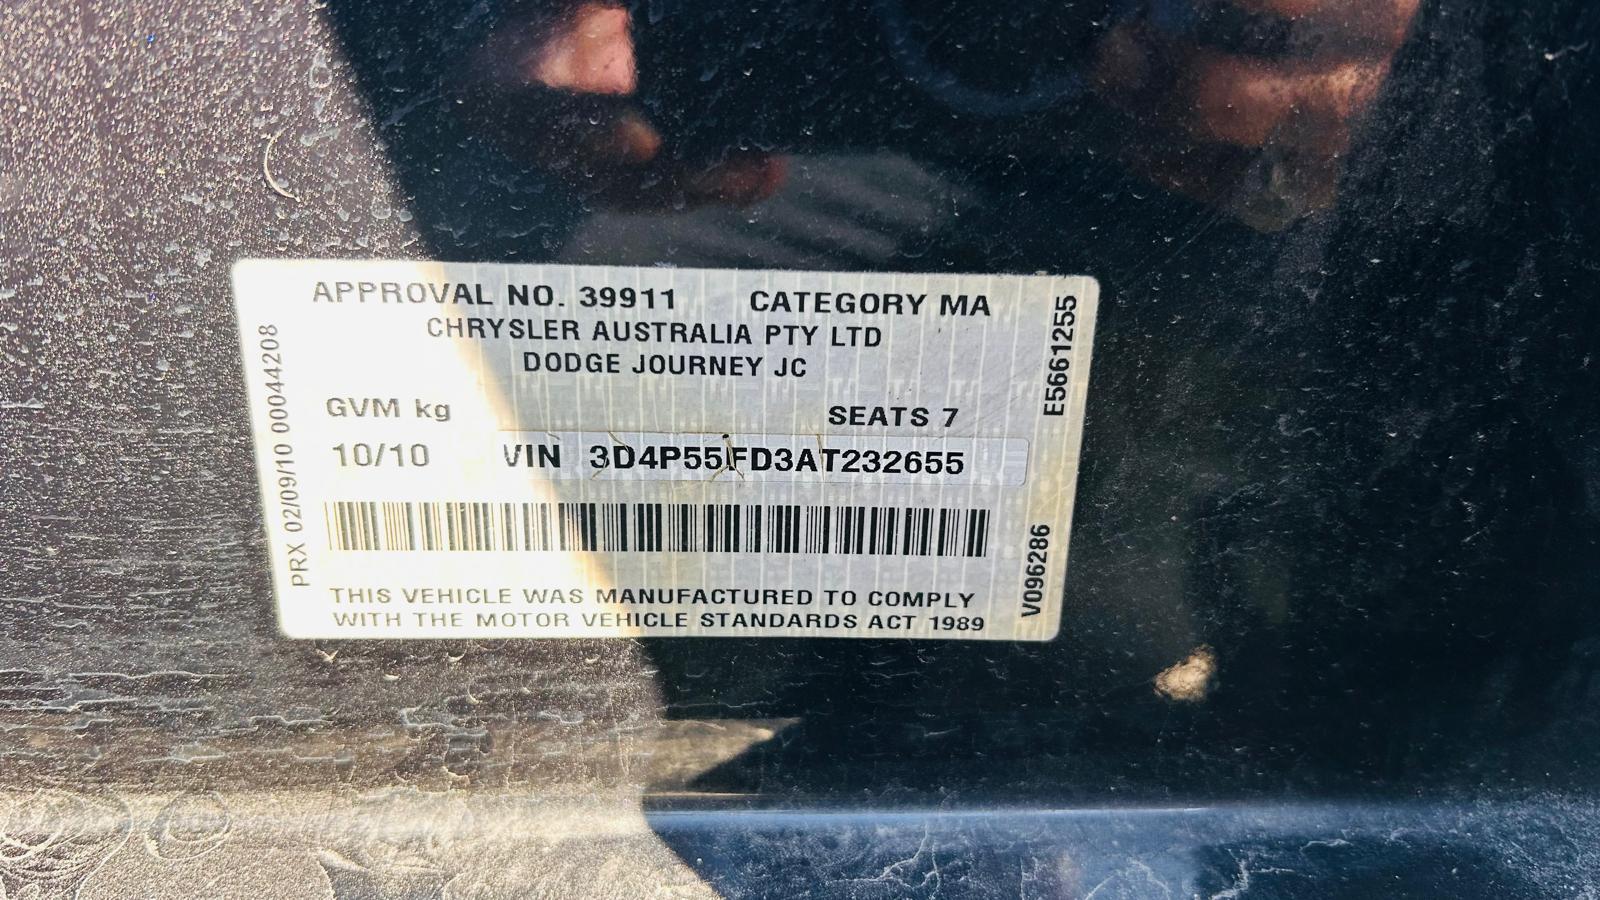 APPROVAL NO. 39911 CATEGORY MA
CHRYSLER AUSTRALIA PTY LTD
DODGE JOURNEY JC
GVM kg SEATS 7
10/10 VIN 3D4P55FD3AT232655
THIS VEHICLE WAS MANUFACTURED TO COMPLY
WITH THE MOTOR VEHICLE STANDARDS ACT 1989
PRX 02/09/10 00044208
E5661255
V096286